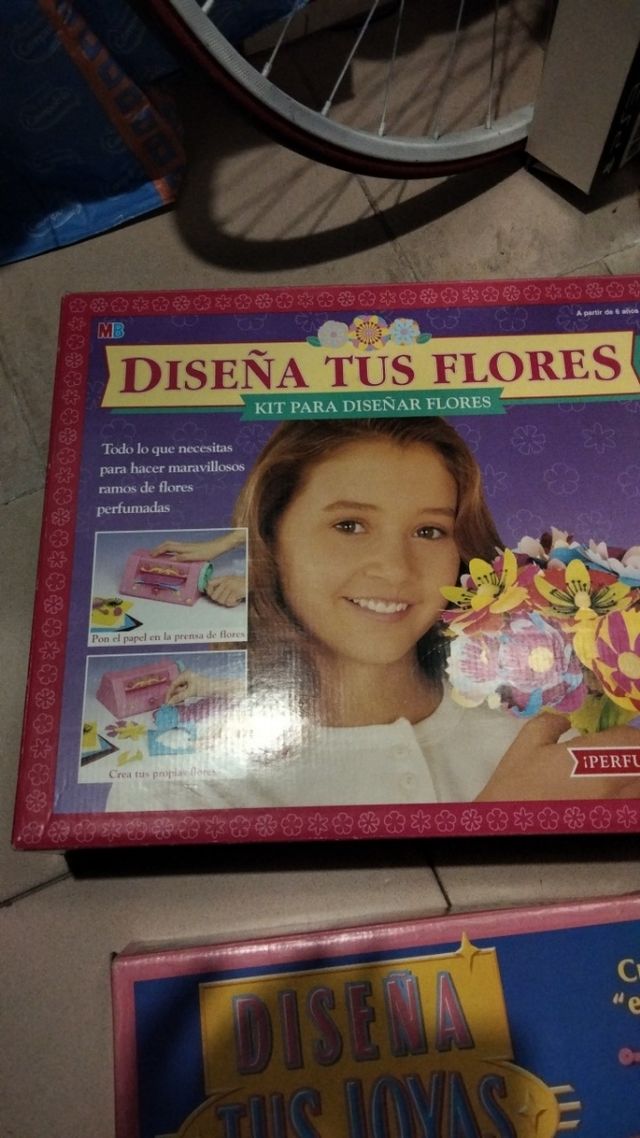 MB
A partir de 6 años
DISEÑA TUS FLORES
KIT PARA DISEÑAR FLORES
Todo lo que necesitas
para hacer maravillosos
ramos de flores
perfumadas
Pon el papel en la prensa de flores
Crea tus propias flores
¡PERFU
DISEÑA
TUS JOYAS